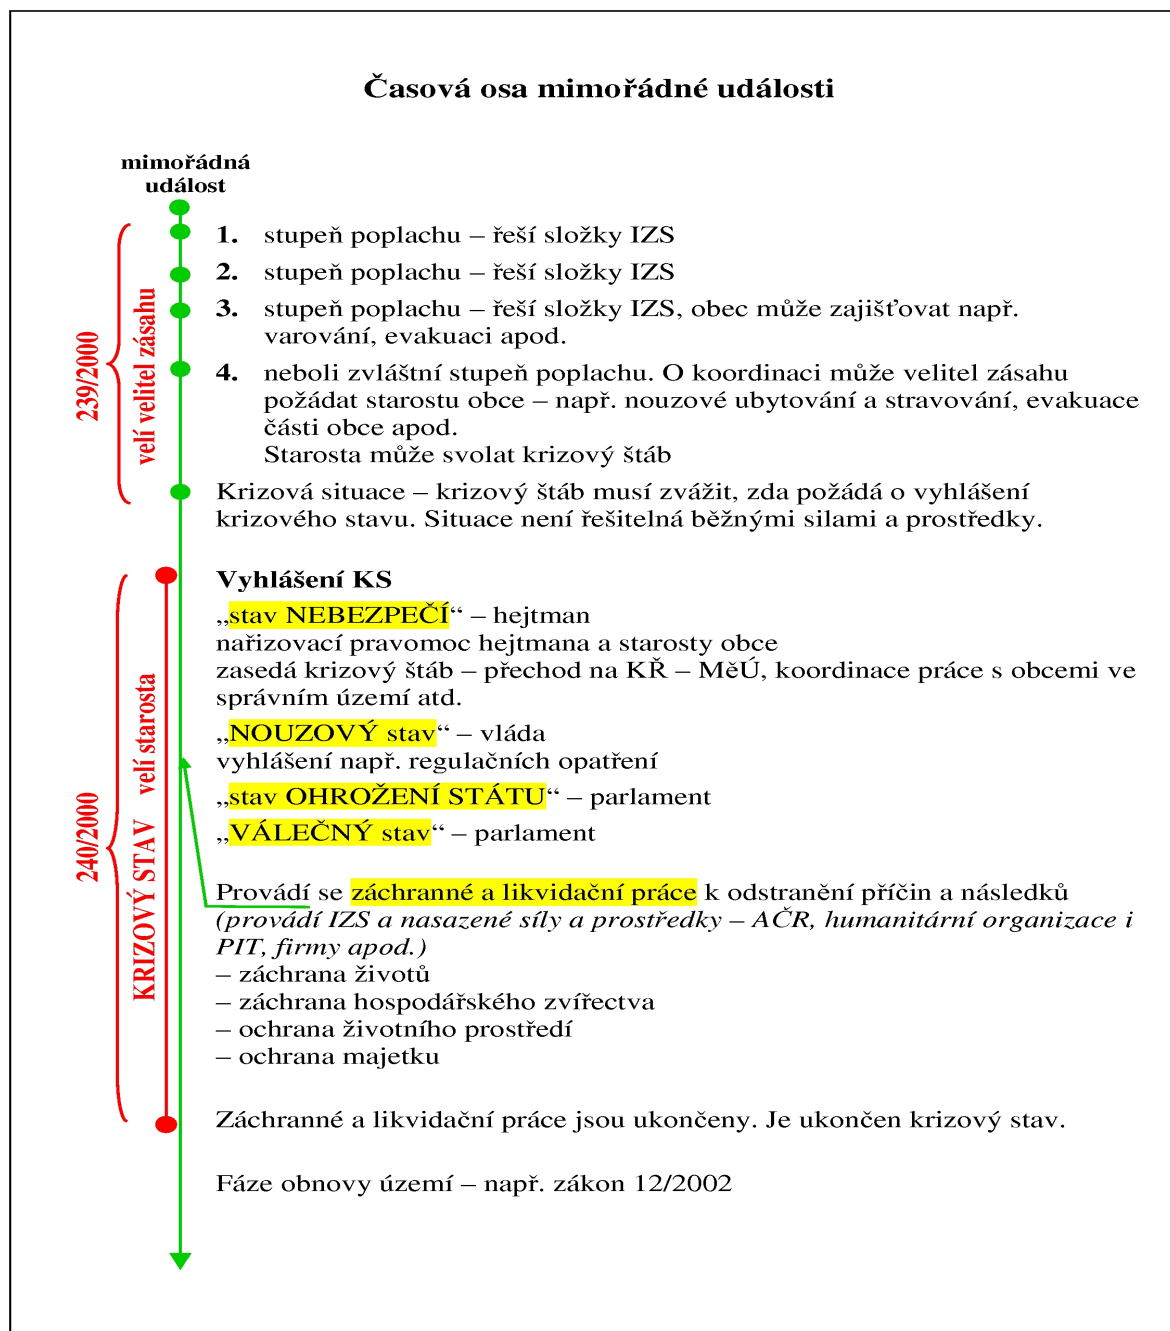 Časová osa mimořádné události
mimořádná
událost
239/2000
velí velitel zásahu
1. stupeň poplachu – řeší složky IZS
2. stupeň poplachu – řeší složky IZS
3. stupeň poplachu – řeší složky IZS, obec může zajišťovat např.
varování, evakuaci apod.
4. neboli zvláštní stupeň poplachu. O koordinaci může velitel zásahu
požádat starostu obce – např. nouzové ubytování a stravování, evakuace
části obce apod.
Starosta může svolat krizový štáb
Krizová situace – krizový štáb musí zvážit, zda požádá o vyhlášení
krizového stavu. Situace není řešitelná běžnými silami a prostředky.
240/2000
KRIZOVÝ STAV velí starosta
Vyhlášení KS
„stav NEBEZPEČÍ“ – hejtman
nařizovací pravomoc hejtmana a starosty obce
zasedá krizový štáb – přechod na KŘ – MěÚ, koordinace práce s obcemi ve
správním území atd.
„NOUZOVÝ stav“ – vláda
vyhlášení např. regulačních opatření
„stav OHROŽENÍ STÁTU“ – parlament
„VÁLEČNÝ stav“ – parlament
Provádí se záchranné a likvidační práce k odstranění příčin a následků
(provádí IZS a nasazené síly a prostředky – AČR, humanitární organizace i
PIT, firmy apod.)
– záchrana životů
– záchrana hospodářského zvířectva
– ochrana životního prostředí
– ochrana majetku
Záchranné a likvidační práce jsou ukončeny. Je ukončen krizový stav.
Fáze obnovy území – např. zákon 12/2002